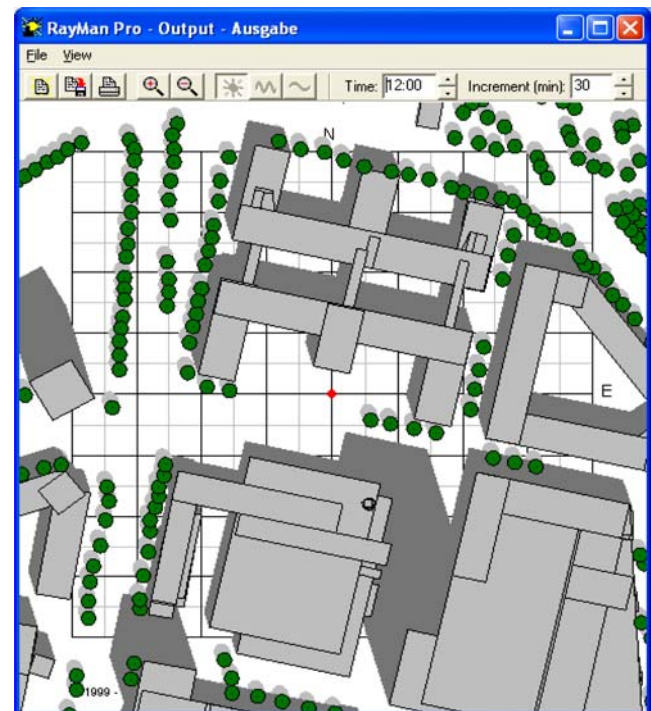 RayMan Pro - Output - Ausgabe
File View
Time: 12:00 Increment (min): 30
N
E
1999 -